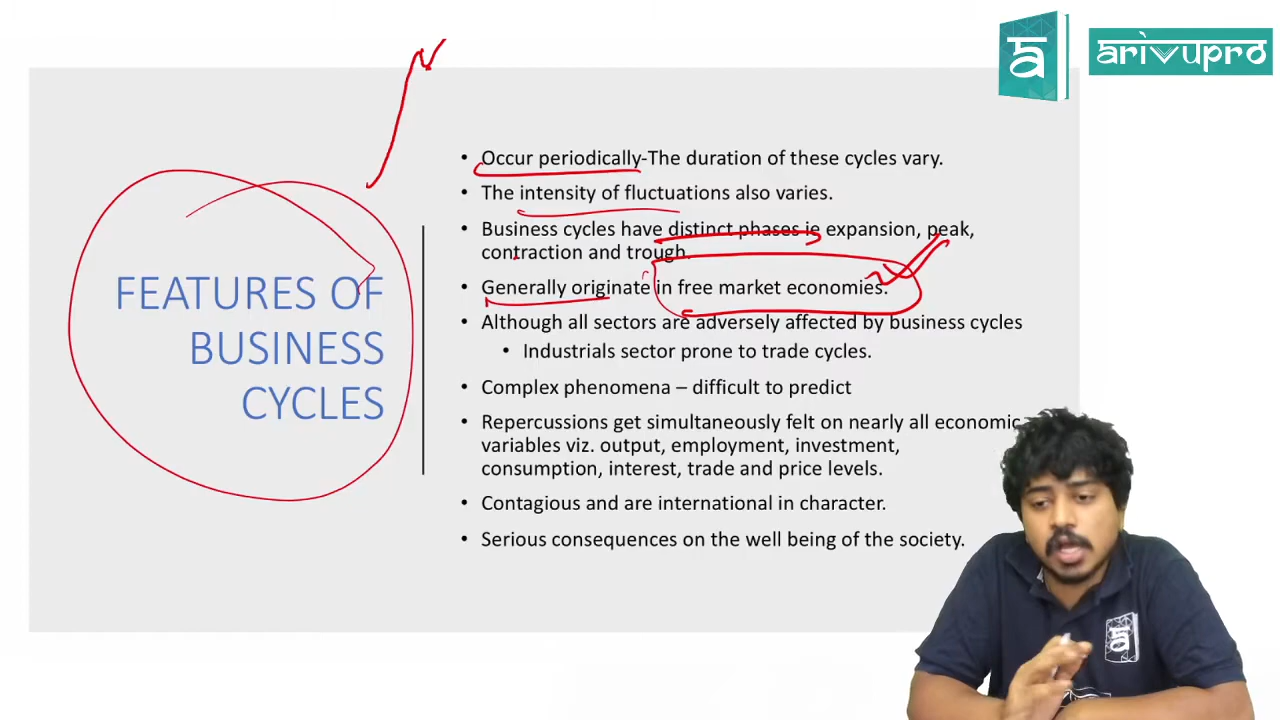 arivupro
FEATURES OF
BUSINESS
CYCLES
• Occur periodically-The duration of these cycles vary.
• The intensity of fluctuations also varies.
• Business cycles have distinct phases ie expansion, peak,
contraction and trough.
• Generally originate in free market economies.
• Although all sectors are adversely affected by business cycles
• Industrials sector prone to trade cycles.
• Complex phenomena – difficult to predict
• Repercussions get simultaneously felt on nearly all economic
variables viz. output, employment, investment,
consumption, interest, trade and price levels.
• Contagious and are international in character.
• Serious consequences on the well being of the society.